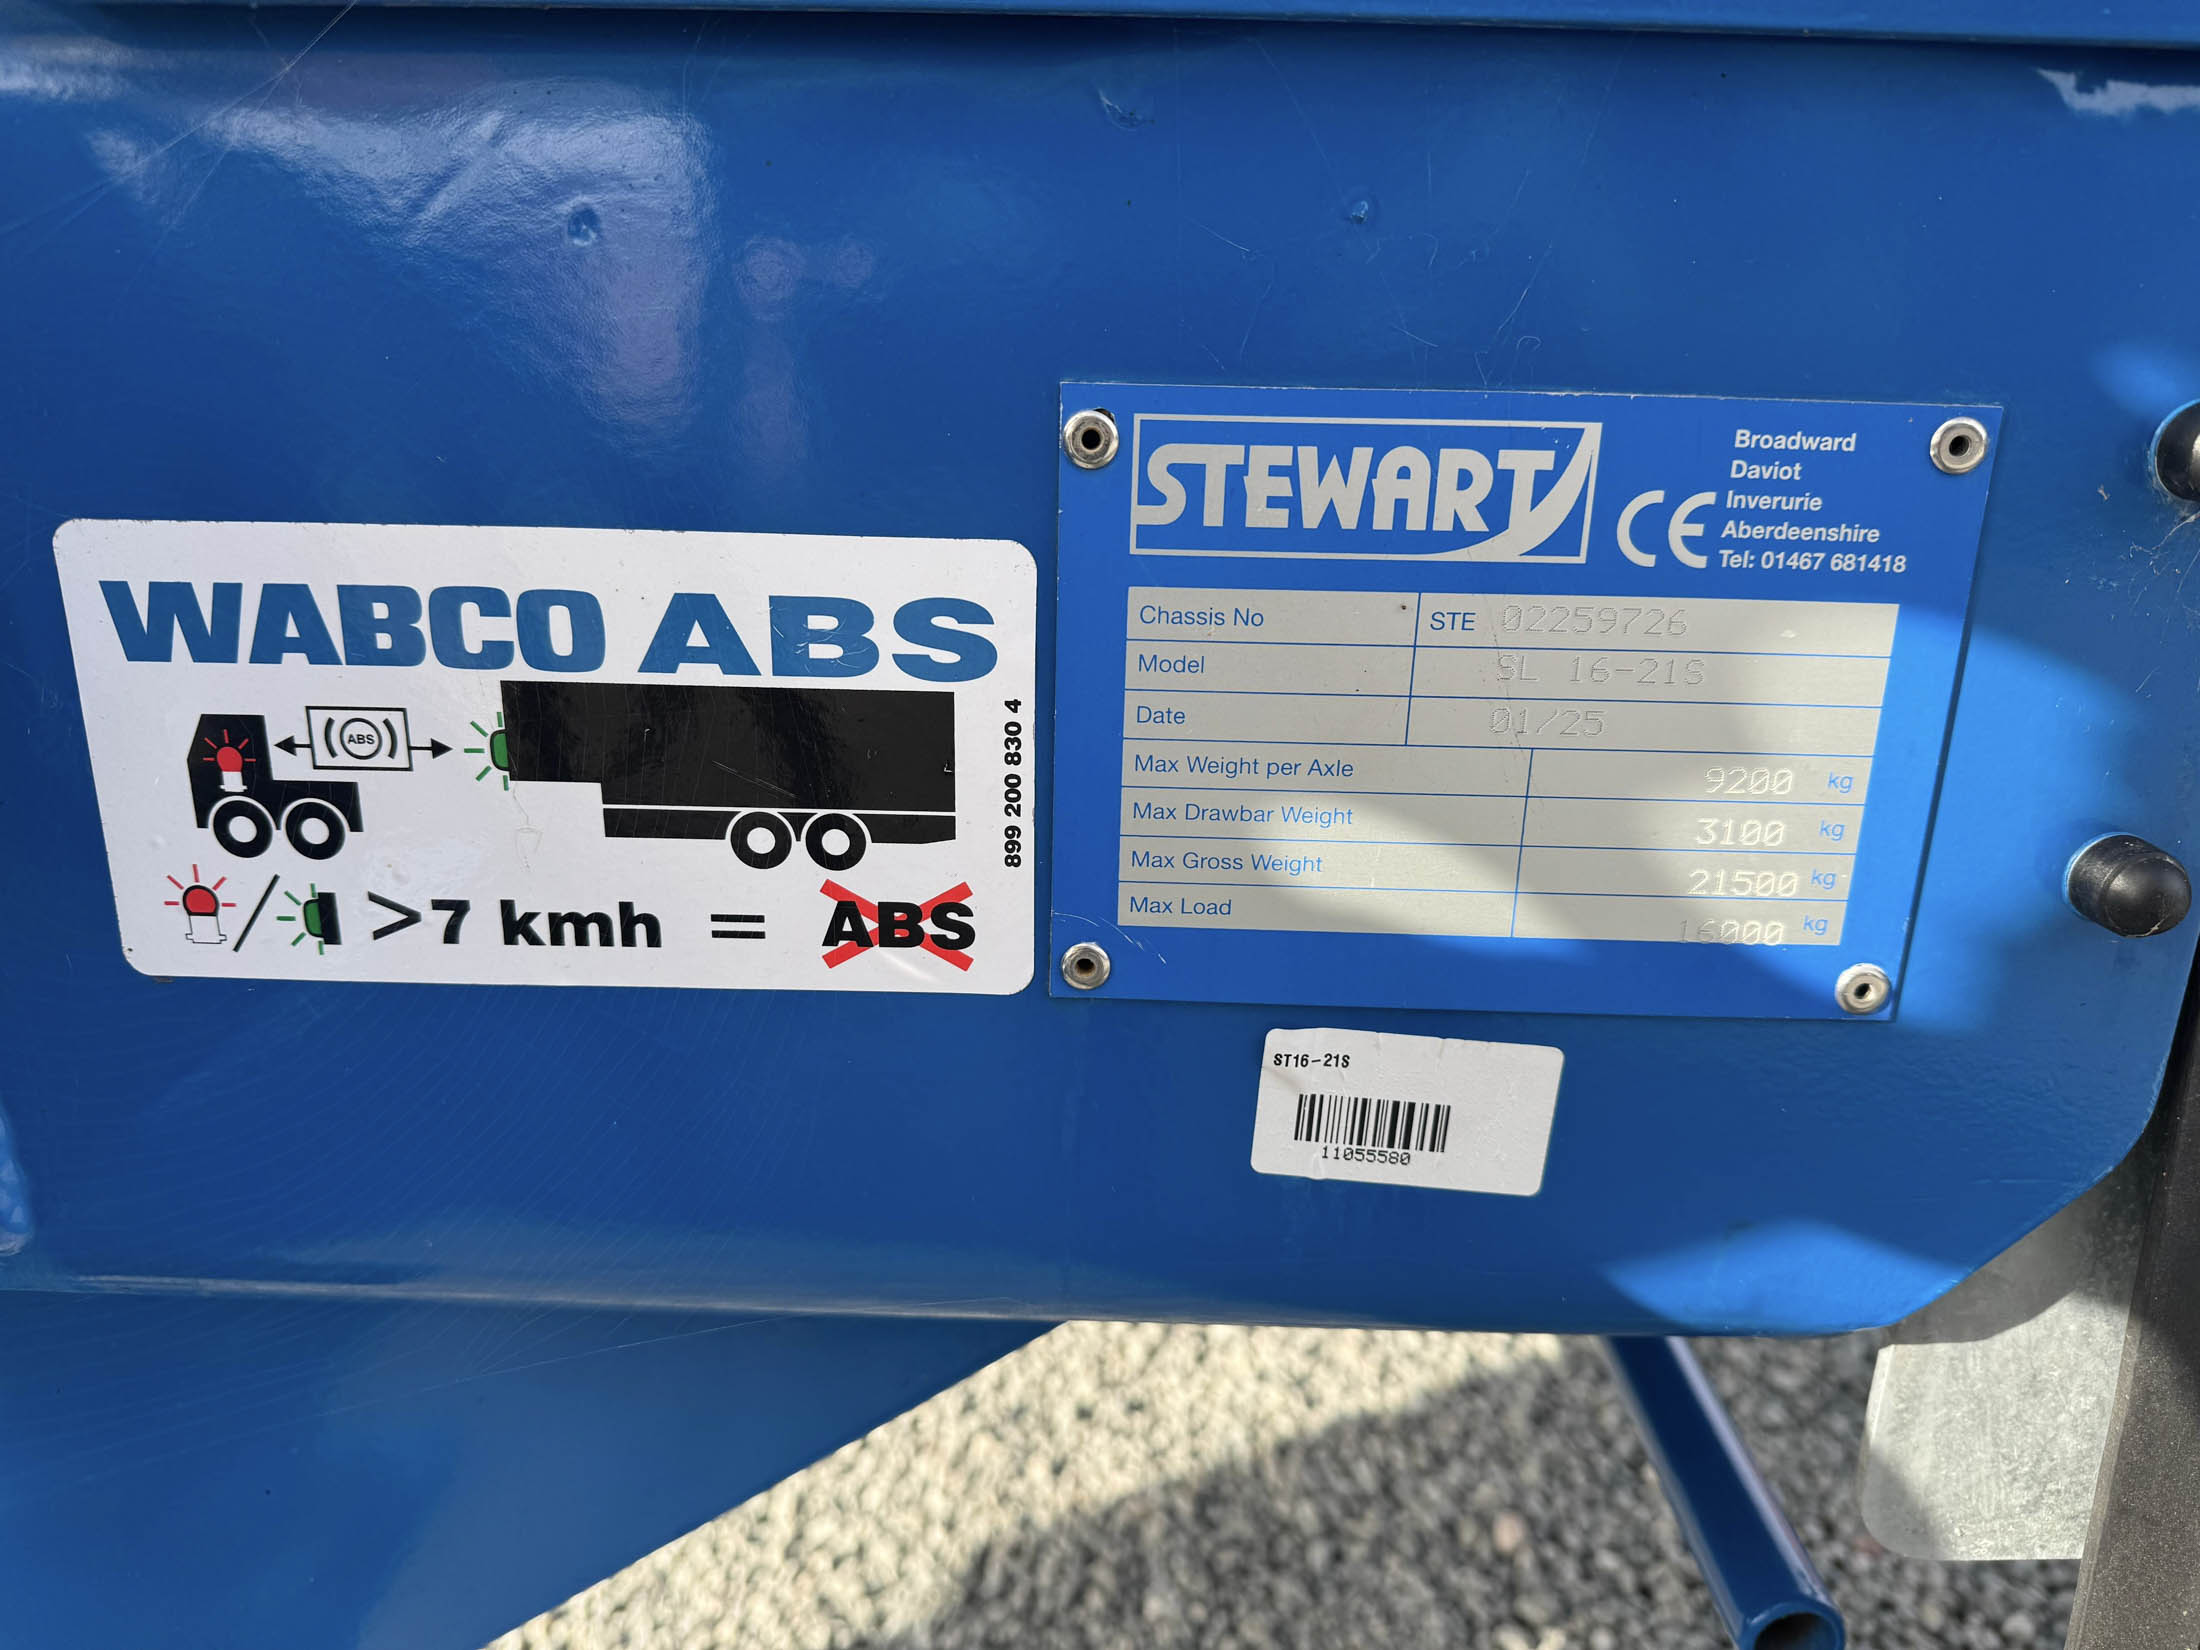 WABCO ABS
ABS
899 200 830 4
>7 kmh = ABS
STEWART
CE
Broadward
Daviot
Inverurie
Aberdeenshire
Tel: 01467 681418
Chassis No STE 02259726
Model SL 16-21S
Date 01/25
Max Weight per Axle 9200 kg
Max Drawbar Weight 3100 kg
Max Gross Weight 21500 kg
Max Load 16000 kg
ST16-21S
11055580